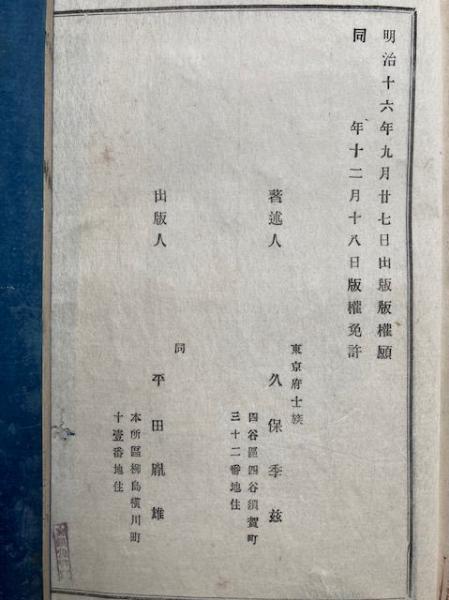 明治十六年九月廿七日出版版權願
同 年十二月十八日版權免許
著述人
東京府士族
久保季茲
四谷區四谷須賀町
三十二番地住
出版人
同
平田胤雄
本所區柳島横川町
十壹番地住